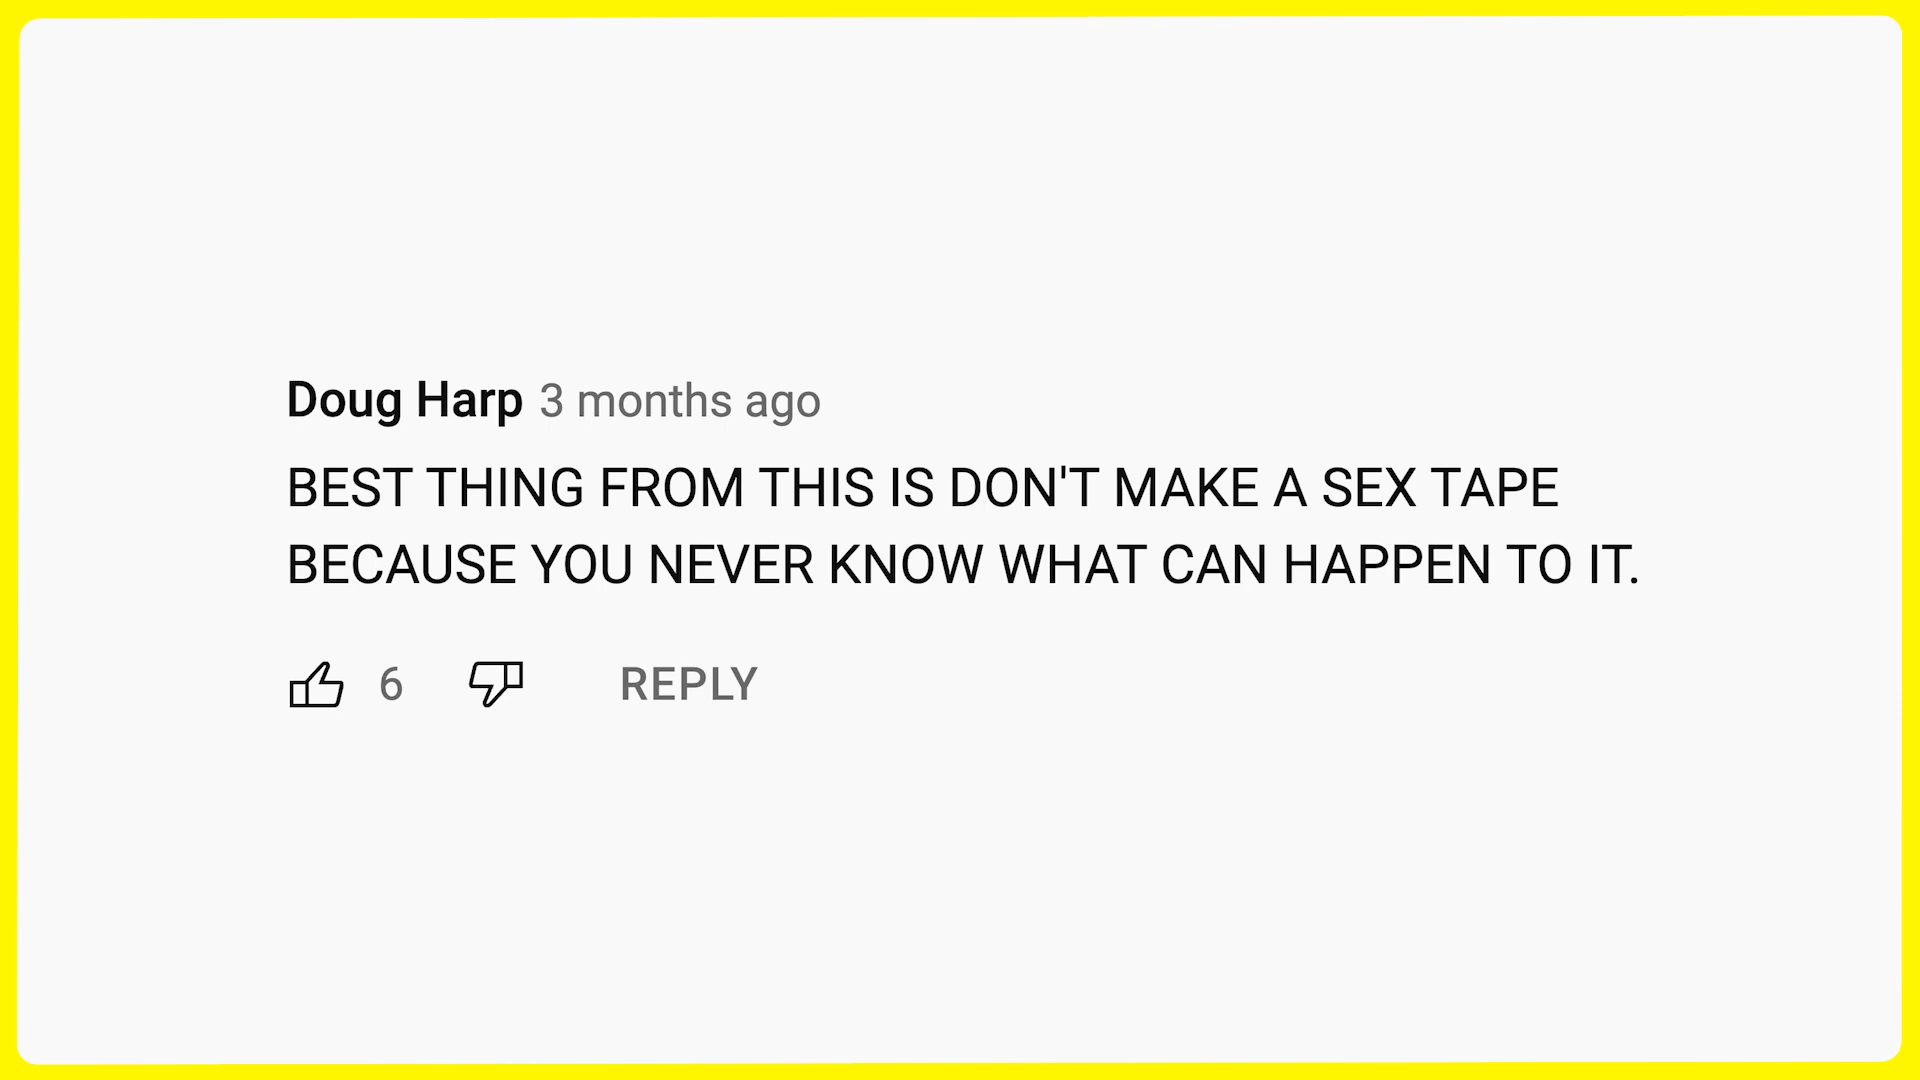 Doug Harp 3 months ago
BEST THING FROM THIS IS DON'T MAKE A SEX TAPE
BECAUSE YOU NEVER KNOW WHAT CAN HAPPEN TO IT.
6 REPLY